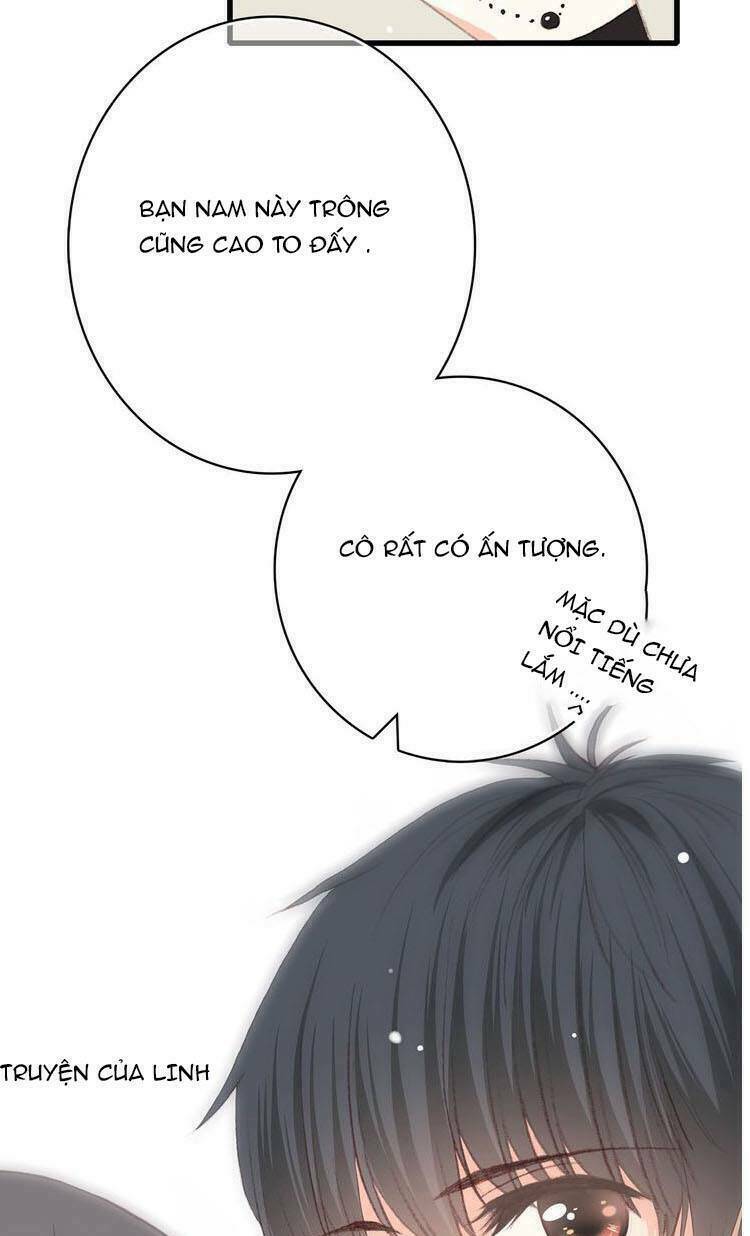 BẠN NAM NÀY TRÔNG
CŨNG CAO TO ĐẤY .
CÔ RẤT CÓ ẤN TƯỢNG.
MẶC DÙ CHƯA
NỔI TIẾNG
LẮM .....
TRUYỆN CỦA LINH